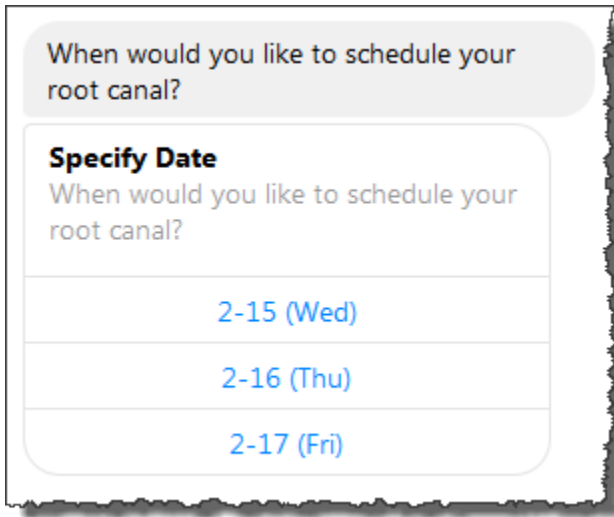 When would you like to schedule your
root canal?
Specify Date
When would you like to schedule your
root canal?
2-15 (Wed)
2-16 (Thu)
2-17 (Fri)